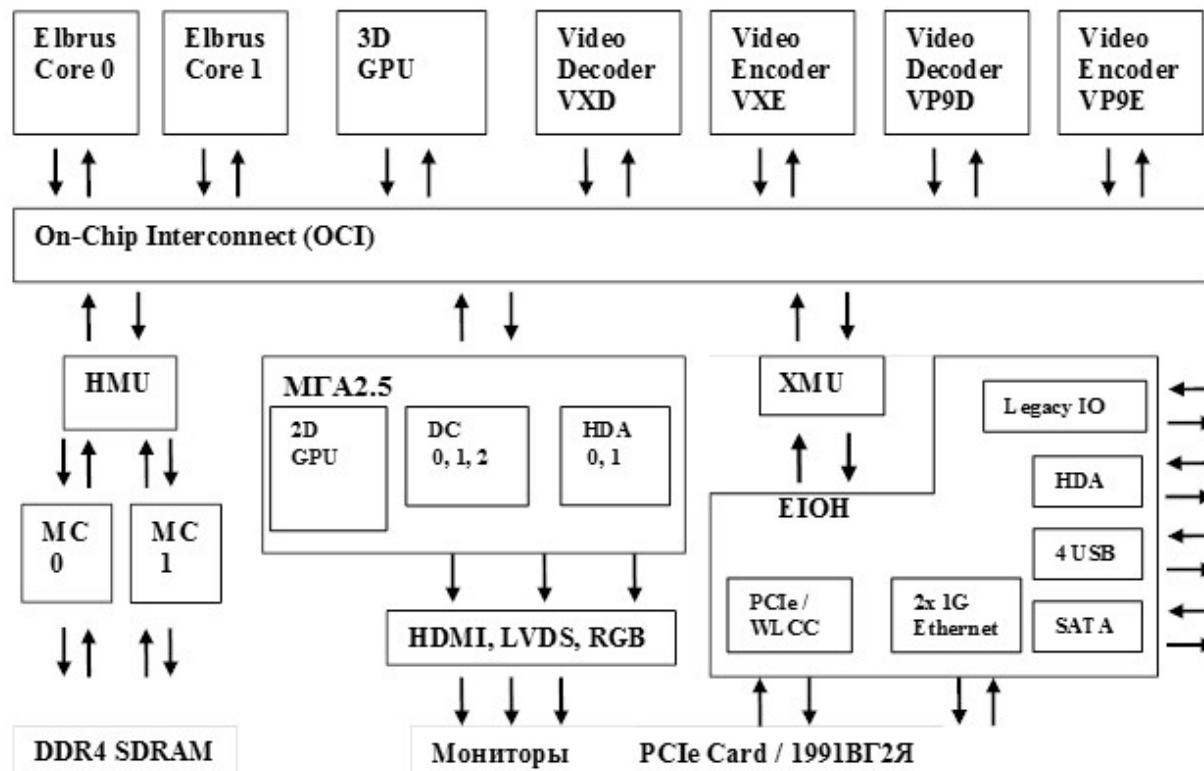 Elbrus
Core 0
Elbrus
Core 1
3D
GPU
Video
Decoder
VXD
Video
Encoder
VXE
Video
Decoder
VP9D
Video
Encoder
VP9E
On-Chip Interconnect (OCI)
HMU
MC
0
MC
1
DDR4 SDRAM
МГА2.5
2D
GPU
DC
0, 1, 2
HDA
0, 1
HDMI, LVDS, RGB
Мониторы
XMU
EIOH
Legacy IO
HDA
4 USB
SATA
PCIe /
WLCC
2x 1G
Ethernet
PCIe Card / 1991ВГ2Я